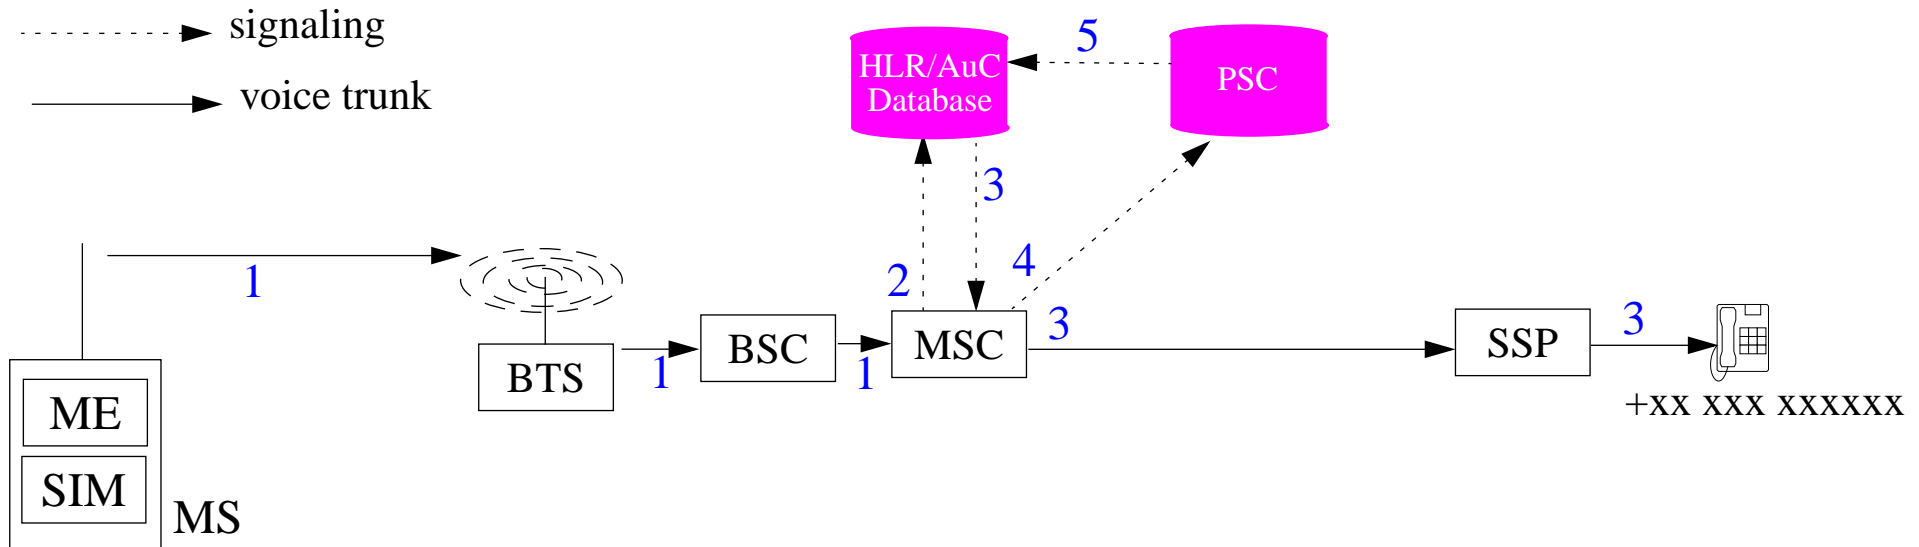 signaling
voice trunk
HLR/AuC
Database
5
PSC
3
1
2
4
3
BTS
1
BSC
1
MSC
SSP
3
+xx xxx xxxxxx
ME
SIM
MS